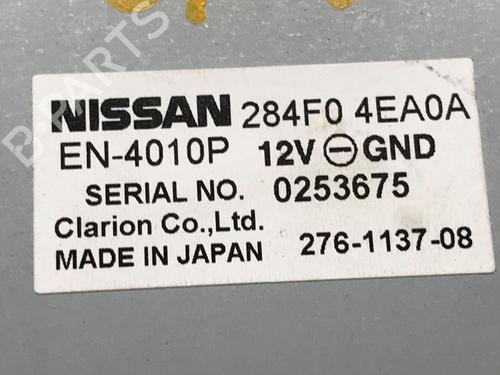 B-PARTS
NISSAN 284F0 4EA0A
EN-4010P 12V ⊖ GND
SERIAL NO. 0253675
Clarion Co.,Ltd.
MADE IN JAPAN 276-1137-08